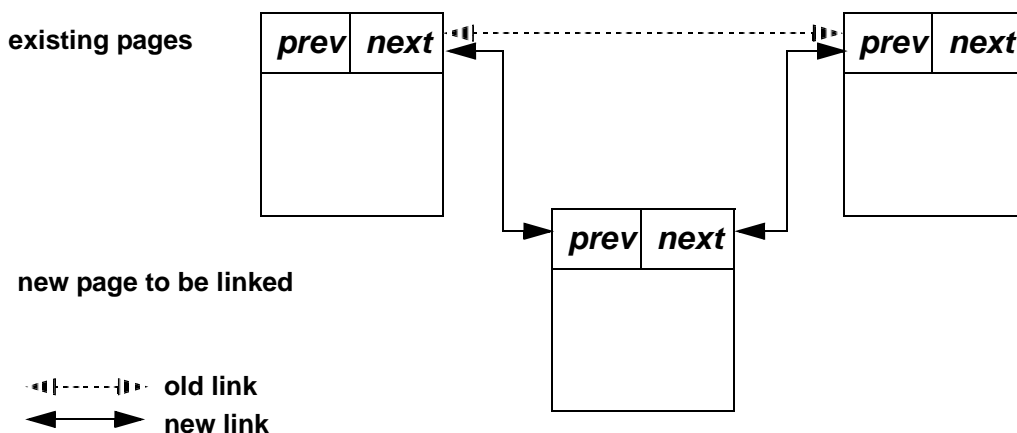 existing pages
prev next
prev next
prev next
new page to be linked
old link
new link